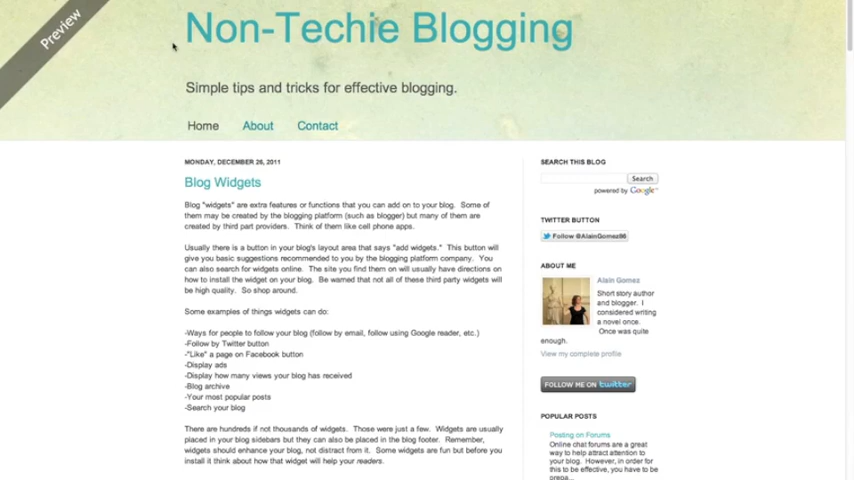 Preview
Non-Techie Blogging
Simple tips and tricks for effective blogging.
Home About Contact
MONDAY, DECEMBER 26, 2011
Blog Widgets
Blog "widgets" are extra features or functions that you can add on to your blog. Some of
them may be created by the blogging platform (such as blogger) but many of them are
created by third part providers. Think of them like cell phone apps.
Usually there is a button in your blog's layout area that says "add widgets." This button will
give you basic suggestions recommended to you by the blogging platform company. You
can also search for widgets online. The site you find them on will usually have directions on
how to install the widget on your blog. Be warned that not all of these third party widgets will
be high quality. So shop around.
Some examples of things widgets can do:
-Ways for people to follow your blog (follow by email, follow using Google reader, etc.)
-Follow by Twitter button
-"Like" a page on Facebook button
-Display ads
-Display how many views your blog has received
-Blog archive
-Your most popular posts
-Search your blog
There are hundreds if not thousands of widgets. Those were just a few. Widgets are usually
placed in your blog sidebars but they can also be placed in the blog footer. Remember,
widgets should enhance your blog, not distract from it. Some widgets are fun but before you
install it think about how that widget will help your readers.
SEARCH THIS BLOG
Search
powered by Google™
TWITTER BUTTON
Follow @AlainGomez86
ABOUT ME
Alain Gomez
Short story author
and blogger. I
considered writing
a novel once.
Once was quite
enough.
View my complete profile
FOLLOW ME ON twitter
POPULAR POSTS
Posting on Forums
Online chat forums are a great
way to help attract attention to
your blog. However, in order for
this to be effective, you have to be
prepa...